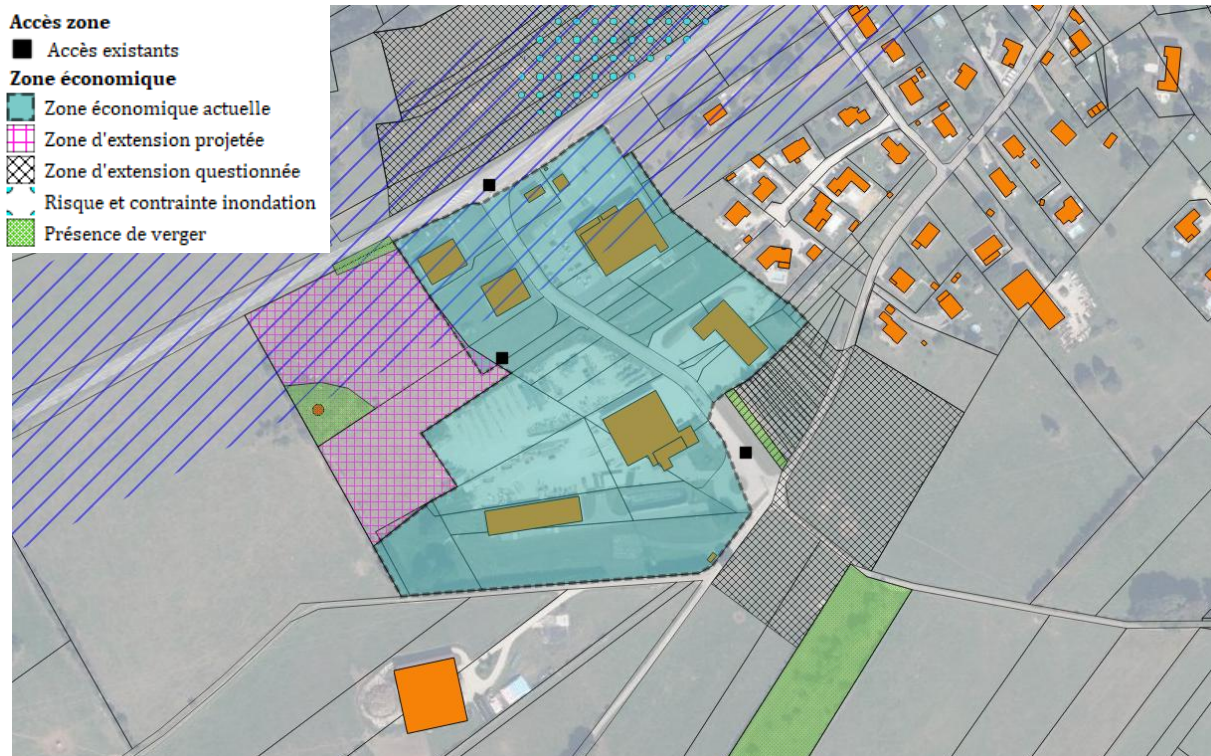 Accès zone
Accès existants
Zone économique
Zone économique actuelle
Zone d'extension projetée
Zone d'extension questionnée
Risque et contrainte inondation
Présence de verger